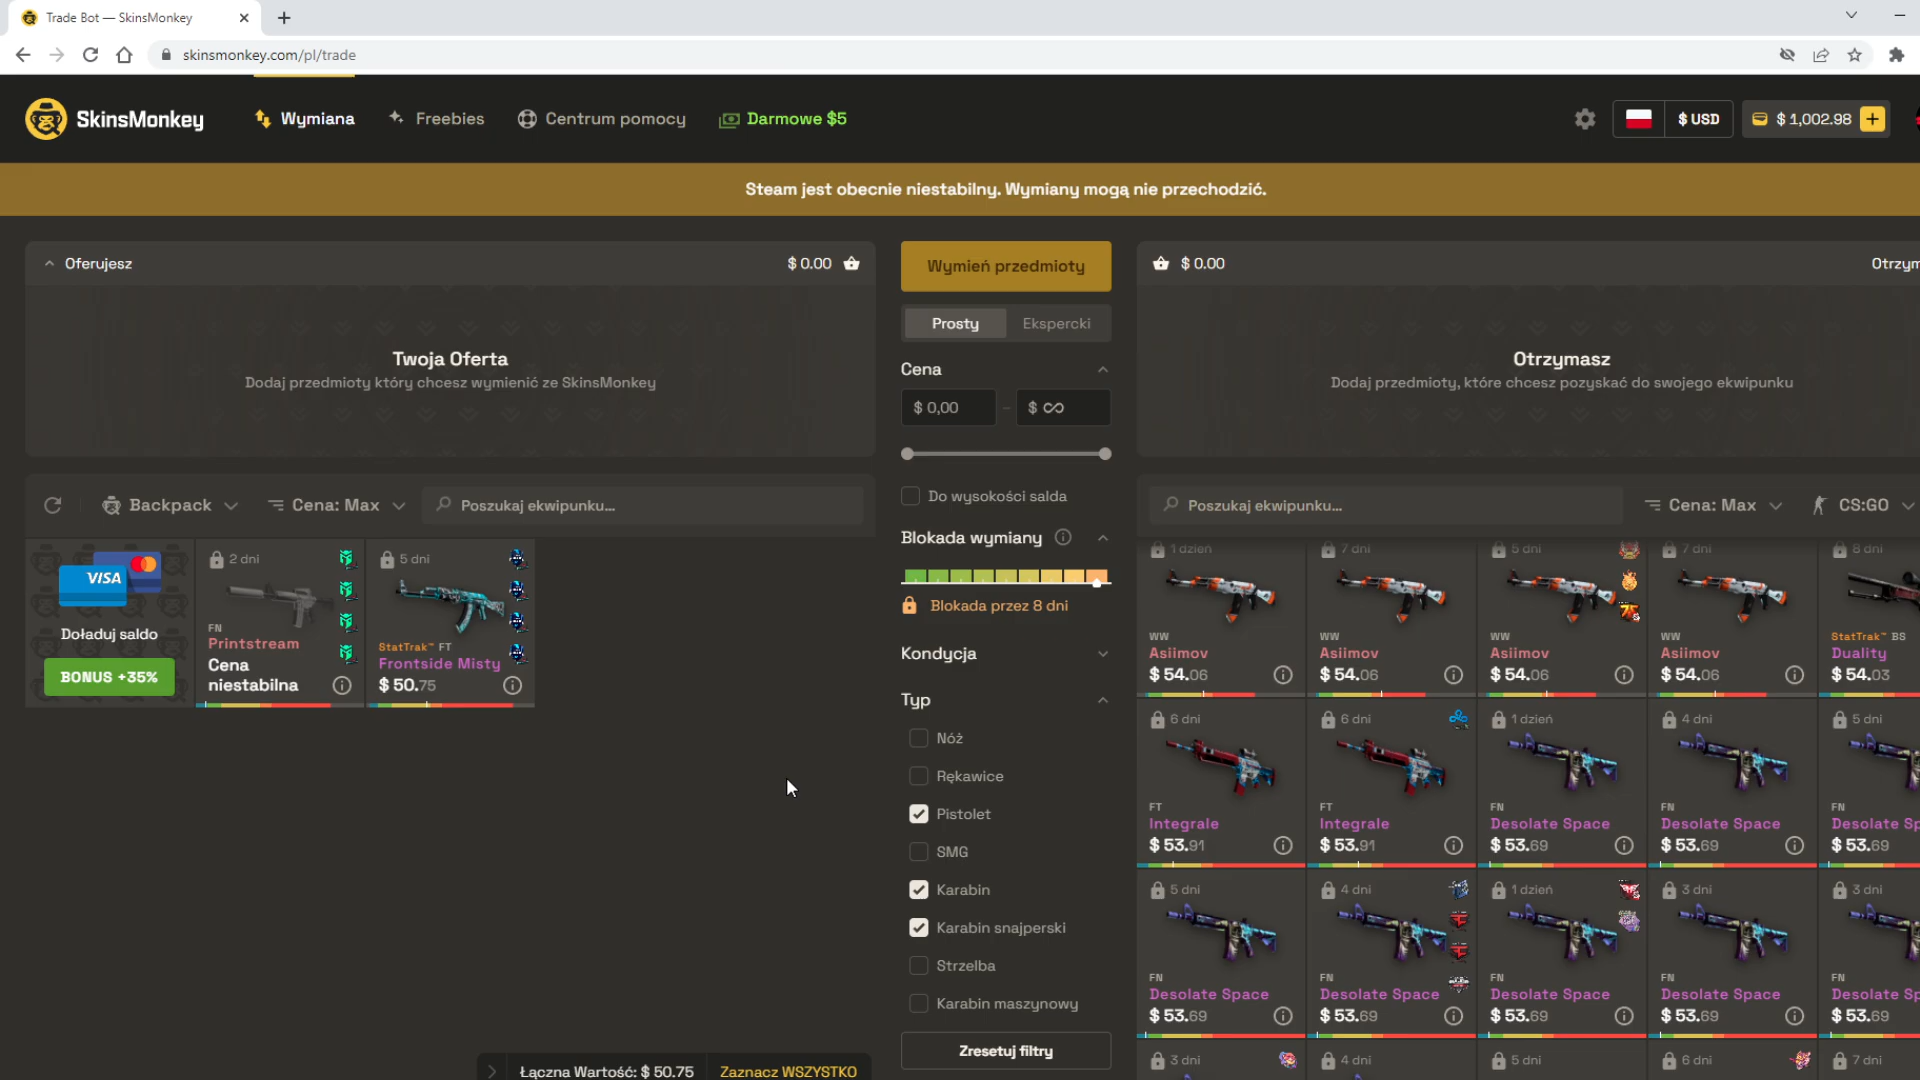 Trade Bot — SkinsMonkey
skinsmonkey.com/pl/trade
SkinsMonkey
Wymiana
Freebies
Centrum pomocy
Darmowe $5
$ USD
$ 1,002.98
Steam jest obecnie niestabilny. Wymiany mogą nie przechodzić.
Oferujesz
$ 0.00
Twoja Oferta
Dodaj przedmioty który chcesz wymienić ze SkinsMonkey
Wymień przedmioty
Prosty
Ekspercki
$ 0.00
Otrzym
Otrzymasz
Dodaj przedmioty, które chcesz pozyskać do swojego ekwipunku
Backpack
Cena: Max
Poszukaj ekwipunku...
VISA
Doładuj saldo
BONUS +35%
2 dni
FN
Printstream
Cena
niestabilna
5 dni
StatTrak™ FT
Frontside Misty
$ 50.75
Łączna Wartość: $ 50.75
Zaznacz WSZYSTKO
Cena
$ 0,00
–
$ ∞
Do wysokości salda
Blokada wymiany
Blokada przez 8 dni
Kondycja
Typ
Nóż
Rękawice
Pistolet
SMG
Karabin
Karabin snajperski
Strzelba
Karabin maszynowy
Zresetuj filtry
Poszukaj ekwipunku...
Cena: Max
CS:GO
1 dzień
7 dni
5 dni
7 dni
8 dni
WW
WW
WW
WW
StatTrak™ BS
Asiimov
Asiimov
Asiimov
Asiimov
Duality
$ 54.06
$ 54.06
$ 54.06
$ 54.06
$ 54.03
6 dni
6 dni
1 dzień
4 dni
5 dni
FT
FT
FN
FN
FN
Integrale
Integrale
Desolate Space
Desolate Space
Desolate Space
$ 53.91
$ 53.91
$ 53.69
$ 53.69
$ 53.69
5 dni
4 dni
1 dzień
3 dni
3 dni
FN
FN
FN
FN
FN
Desolate Space
Desolate Space
Desolate Space
Desolate Space
Desolate Space
$ 53.69
$ 53.69
$ 53.69
$ 53.69
$ 53.69
3 dni
4 dni
5 dni
6 dni
7 dni